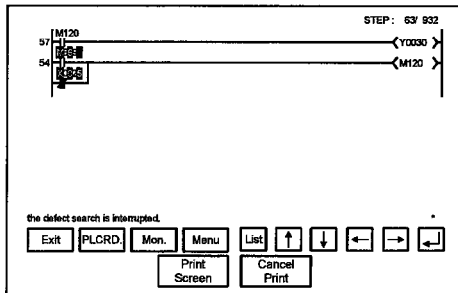 STEP : 63/ 932
M120
57 Y0030
54 M120
the defect search is interrupted.
Exit PLCRD. Mon. Menu List
Print Screen Cancel Print